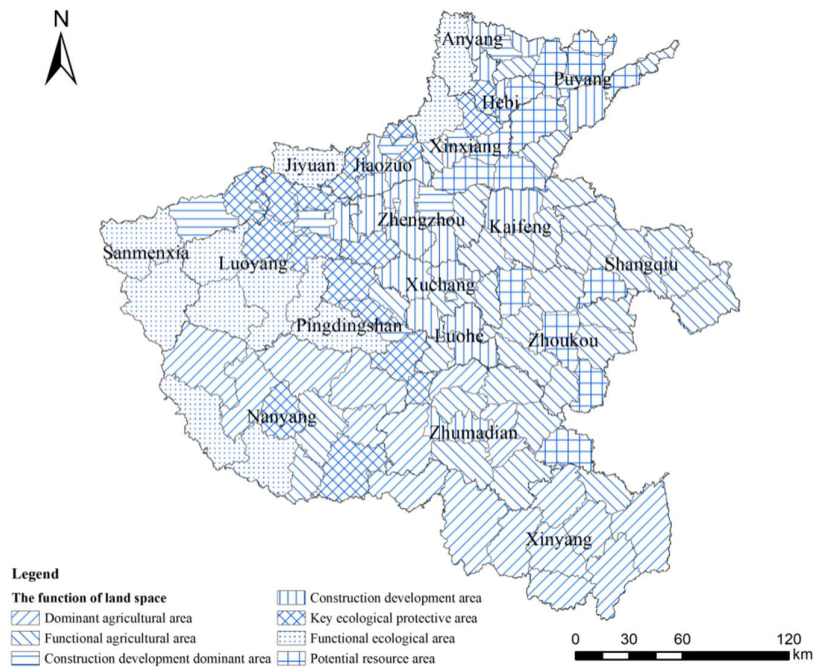 N
Anyang
Puyang
Hebi
Xinxiang
Jiyuan Jiaozuo
Zhengzhou
Kaifeng
Sanmenxia
Luoyang
Shangqiu
Xuchang
Pingdingshan
Luohe
Zhoukou
Nanyang
Zhumadian
Xinyang
Legend
The function of land space
Dominant agricultural area
Functional agricultural area
Construction development dominant area
Construction development area
Key ecological protective area
Functional ecological area
Potential resource area
0 30 60 120
km